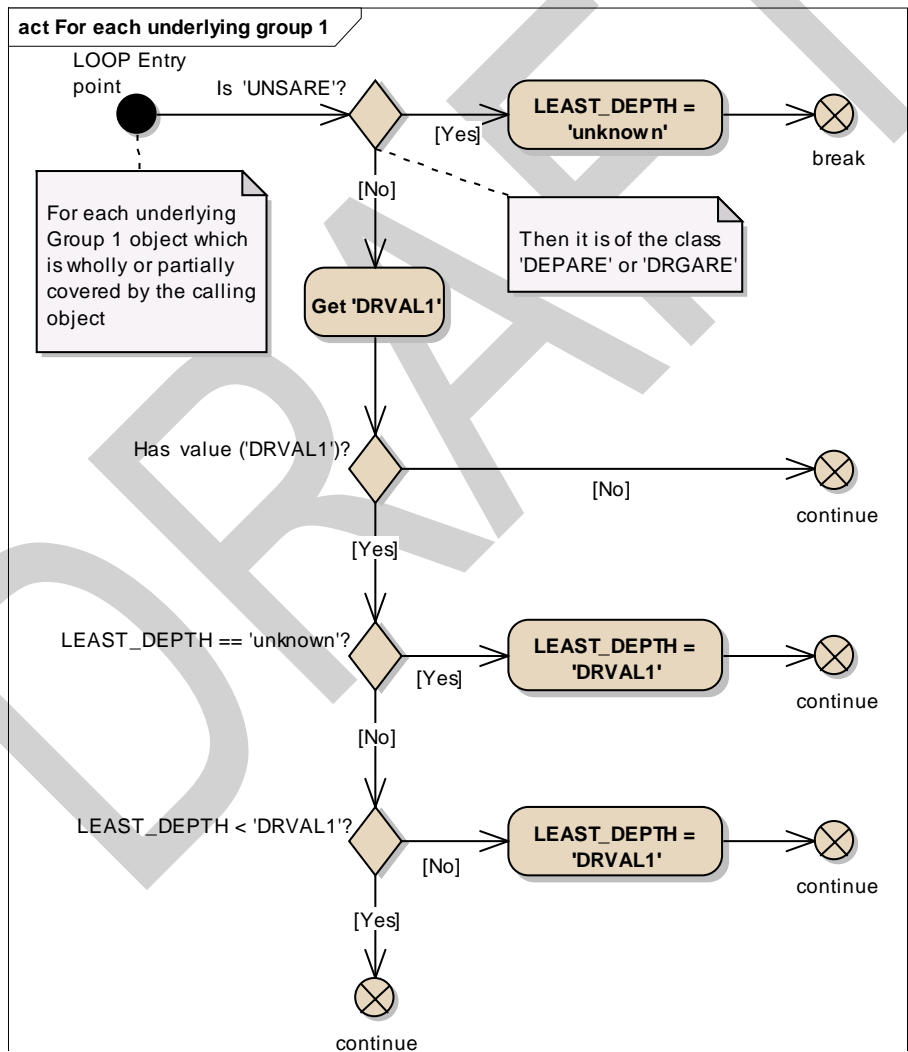 act For each underlying group 1
LOOP Entry
point
Is 'UNSARE'?
[Yes]
LEAST_DEPTH =
'unknown'
break
[No]
For each underlying
Group 1 object which
is wholly or partially
covered by the calling
object
Then it is of the class
'DEPARE' or 'DRGARE'
Get 'DRVAL1'
Has value ('DRVAL1')?
[No]
continue
[Yes]
LEAST_DEPTH == 'unknown'?
[Yes]
LEAST_DEPTH =
'DRVAL1'
continue
[No]
LEAST_DEPTH < 'DRVAL1'?
[No]
LEAST_DEPTH =
'DRVAL1'
continue
[Yes]
continue
DRAFT